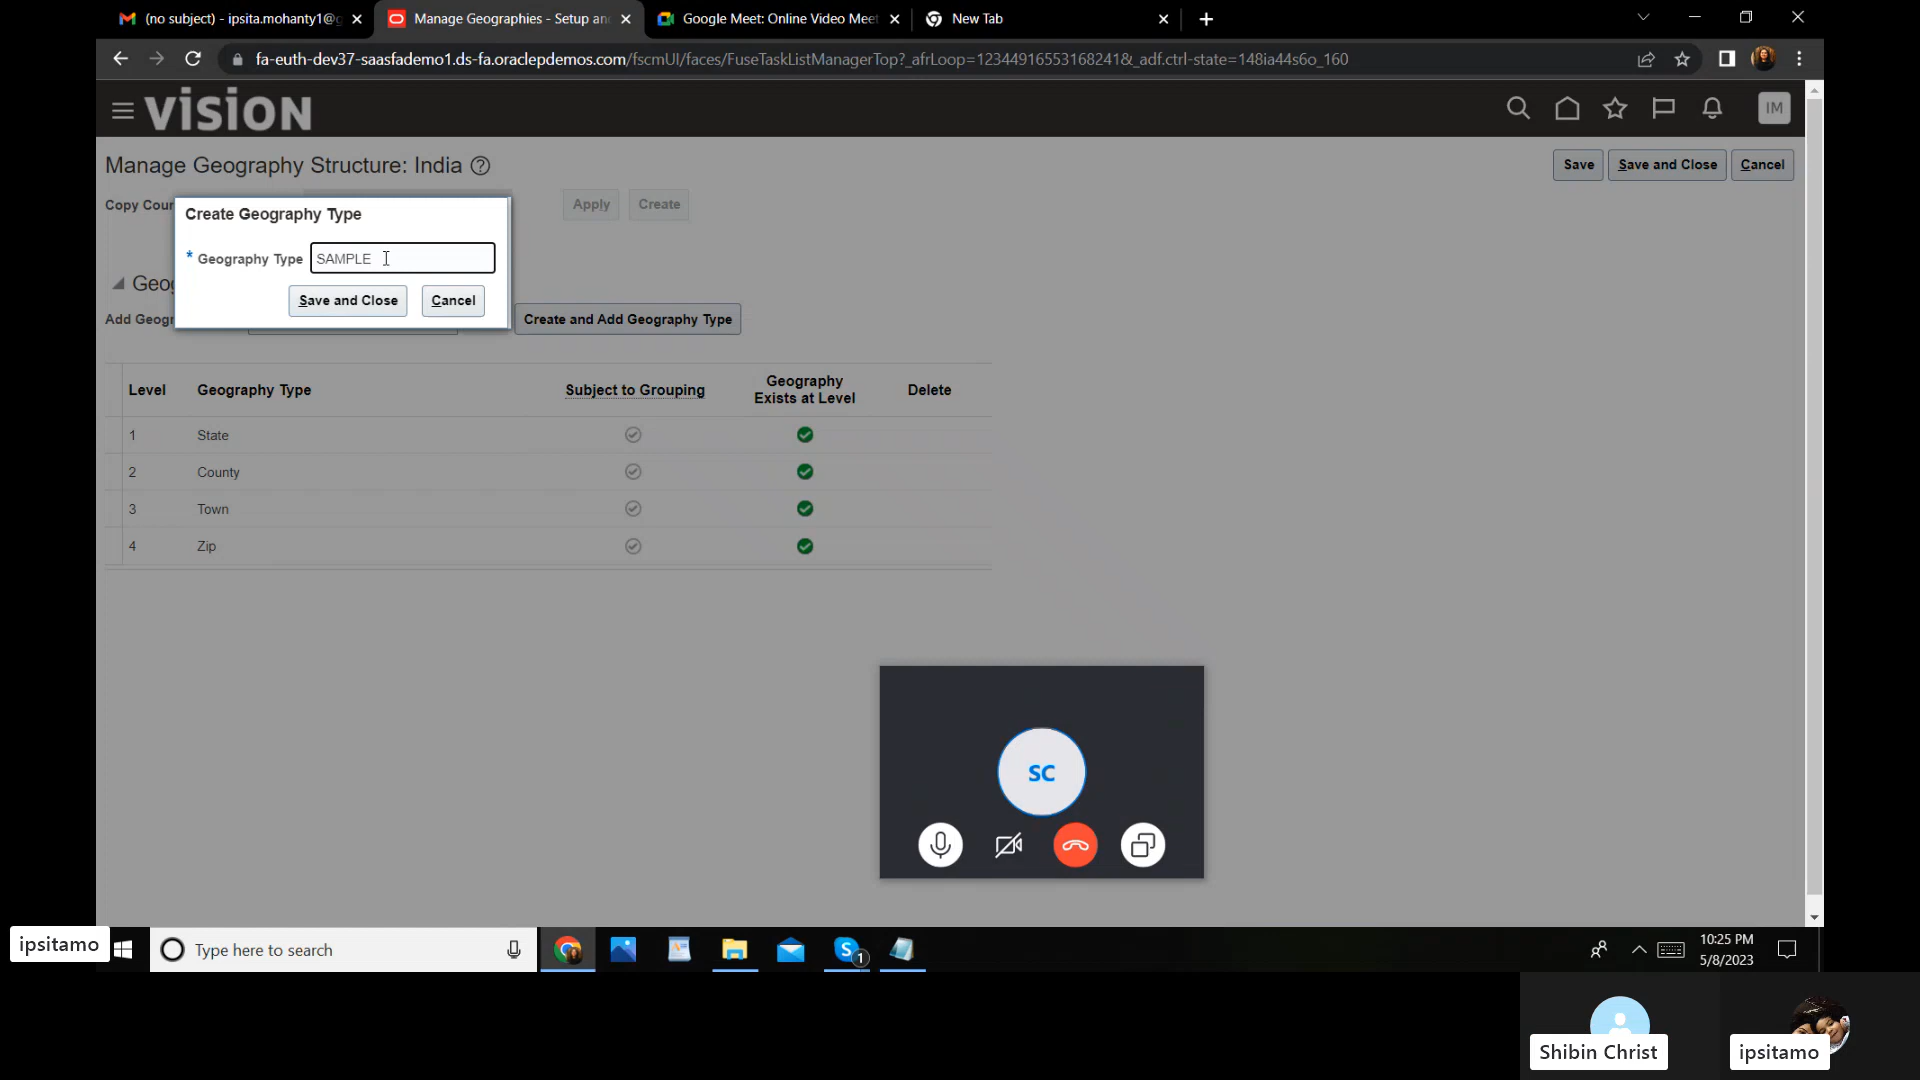 (no subject) - ipsita.mohanty1@g
Manage Geographies - Setup an
Google Meet: Online Video Meet
New Tab
fa-euth-dev37-saasfademo1.ds-fa.oraclepdemos.com/fscmUI/faces/FuseTaskListManagerTop?_afrLoop=12344916553168241&_adf.ctrl-state=148ia44s6o_160
VISION
IM
Manage Geography Structure: India ?
Save
Save and Close
Cancel
Copy Cour
Apply
Create
Create Geography Type
* Geography Type SAMPLE
Save and Close
Cancel
Geo
Add Geogr
Create and Add Geography Type
Level Geography Type Subject to Grouping Geography Exists at Level Delete
1 State
2 County
3 Town
4 Zip
SC
ipsitamo
Type here to search
1
10:25 PM
5/8/2023
Shibin Christ
ipsitamo